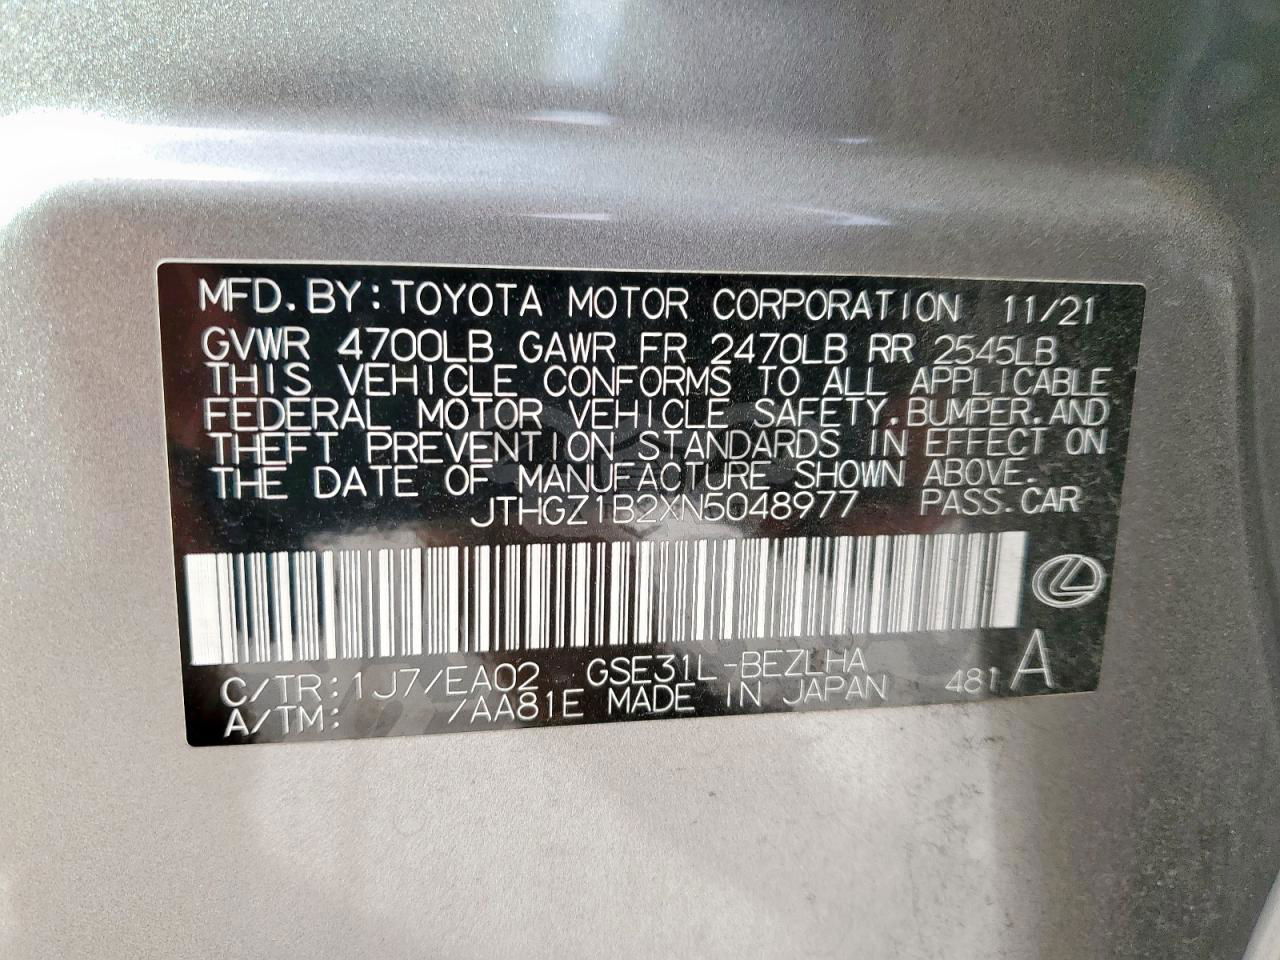 MFD.BY:TOYOTA MOTOR CORPORATION 11/21
GVWR 4700LB GAWR FR 2470LB RR 2545LB
THIS VEHICLE CONFORMS TO ALL APPLICABLE
FEDERAL MOTOR VEHICLE SAFETY,BUMPER,AND
THEFT PREVENTION STANDARDS IN EFFECT ON
THE DATE OF MANUFACTURE SHOWN ABOVE.
JTHGZ1B2XN5048977 PASS.CAR
C/TR:1J7/EA02 GSE31L-BEZLHA
A/TM: /AA81E MADE IN JAPAN 481 A